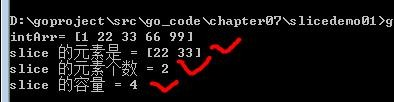 D:\goproject\src\go_code\chapter07\slicedemo01>g
intArr= [1 22 33 66 99]
slice 的元素是 = [22 33]
slice 的元素个数 = 2
slice 的容量 = 4